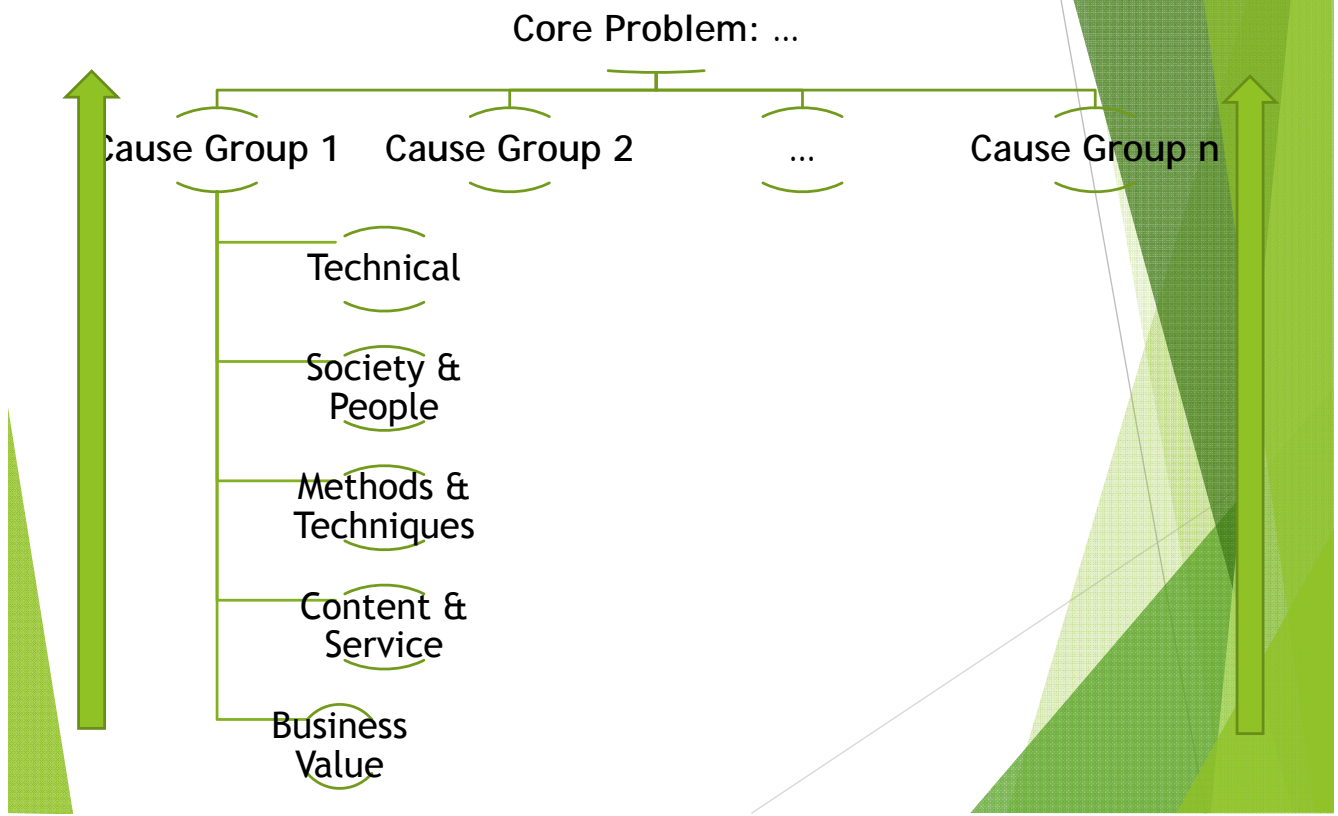 Core Problem: ...
Cause Group 1
Cause Group 2
...
Cause Group n
Technical
Society &
People
Methods &
Techniques
Content &
Service
Business
Value